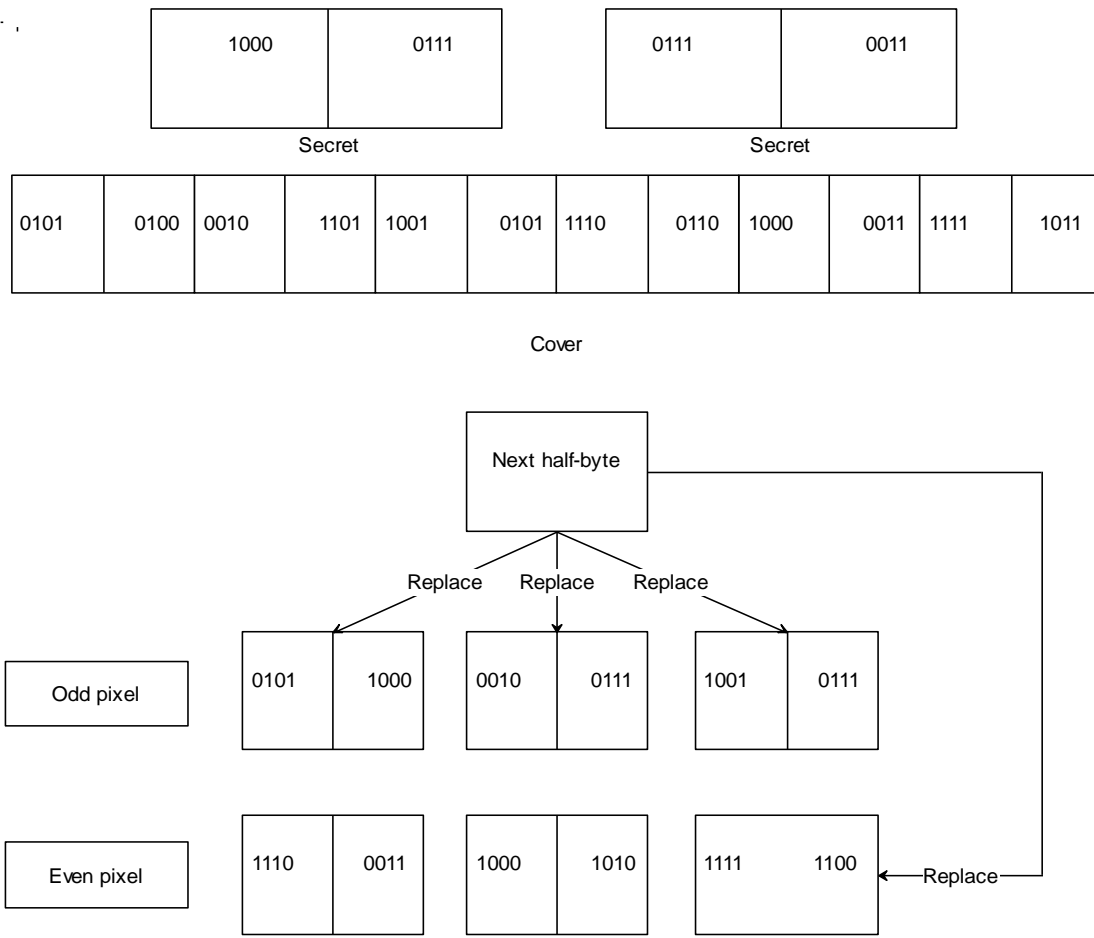 1000 0111 0111 0011
Secret Secret
0101 0100 0010 1101 1001 0101 1110 0110 1000 0011 1111 1011
Cover
Next half-byte
Replace Replace Replace
Odd pixel 0101 1000 0010 0111 1001 0111
Even pixel 1110 0011 1000 1010 1111 1100 Replace